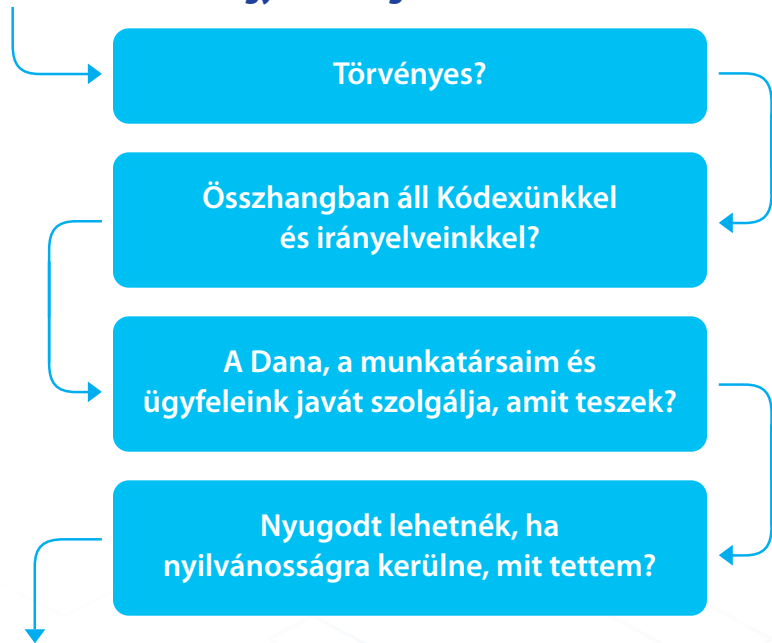 Törvényes?
Összhangban áll Kódexünkkel
és irányelveinkkel?
A Dana, a munkatársaim és
ügyfeleink javát szolgálja, amit teszek?
Nyugodt lehetnék, ha
nyilvánosságra kerülne, mit tettem?